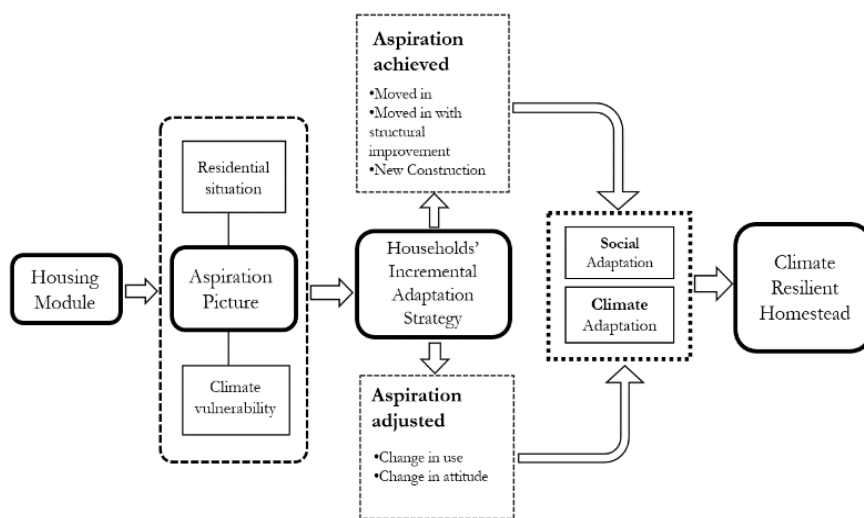 Housing
Module
Residential
situation
Aspiration
Picture
Climate
vulnerability
Aspiration
achieved
•Moved in
•Moved in with
structural
improvement
•New Construction
Households'
Incremental
Adaptation
Strategy
Aspiration
adjusted
•Change in use
•Change in attitude
Social
Adaptation
Climate
Adaptation
Climate
Resilient
Homestead